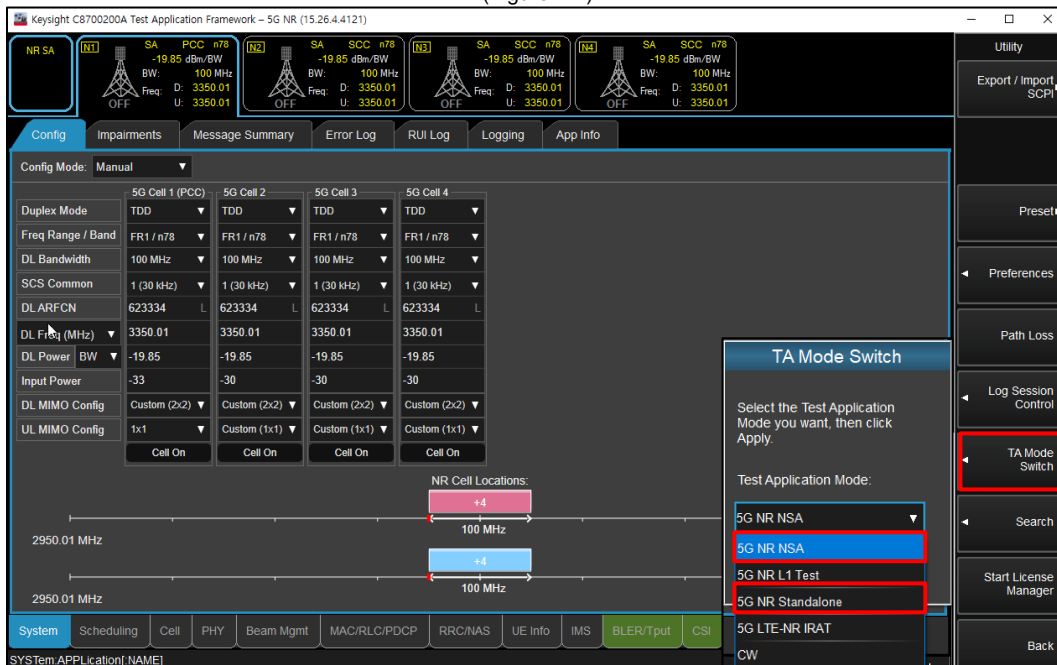 Keysight C8700200A Test Application Framework – 5G NR (15.26.4.4121)
NR SA
N1 SA PCC n78
-19.85 dBm/BW
BW: 100 MHz
Freq: D: 3350.01
OFF U: 3350.01
N2 SA SCC n78
-19.85 dBm/BW
BW: 100 MHz
Freq: D: 3350.01
OFF U: 3350.01
N3 SA SCC n78
-19.85 dBm/BW
BW: 100 MHz
Freq: D: 3350.01
OFF U: 3350.01
N4 SA SCC n78
-19.85 dBm/BW
BW: 100 MHz
Freq: D: 3350.01
OFF U: 3350.01
Config Impairments Message Summary Error Log RUI Log Logging App Info
Config Mode: Manual
5G Cell 1 (PCC) 5G Cell 2 5G Cell 3 5G Cell 4
Duplex Mode TDD TDD TDD TDD
Freq Range / Band FR1 / n78 FR1 / n78 FR1 / n78 FR1 / n78
DL Bandwidth 100 MHz 100 MHz 100 MHz 100 MHz
SCS Common 1 (30 kHz) 1 (30 kHz) 1 (30 kHz) 1 (30 kHz)
DL ARFCN 623334 L 623334 L 623334 L 623334 L
DL Freq (MHz) 3350.01 3350.01 3350.01 3350.01
DL Power BW -19.85 -19.85 -19.85 -19.85
Input Power -33 -30 -30 -30
DL MIMO Config Custom (2x2) Custom (2x2) Custom (2x2) Custom (2x2)
UL MIMO Config 1x1 Custom (1x1) Custom (1x1) Custom (1x1)
Cell On Cell On Cell On Cell On
NR Cell Locations:
+4
100 MHz
2950.01 MHz
+4
100 MHz
2950.01 MHz
System Scheduling Cell PHY Beam Mgmt MAC/RLC/PDCP RRC/NAS UE Info IMS BLER/Tput CSI
SYSTem:APPLication[:NAME]
TA Mode Switch
Select the Test Application
Mode you want, then click
Apply.
Test Application Mode:
5G NR NSA
5G NR NSA
5G NR L1 Test
5G NR Standalone
5G LTE-NR IRAT
CW
Utility
Export / Import
SCPI
Preset
Preferences
Path Loss
Log Session
Control
TA Mode
Switch
Search
Start License
Manager
Back